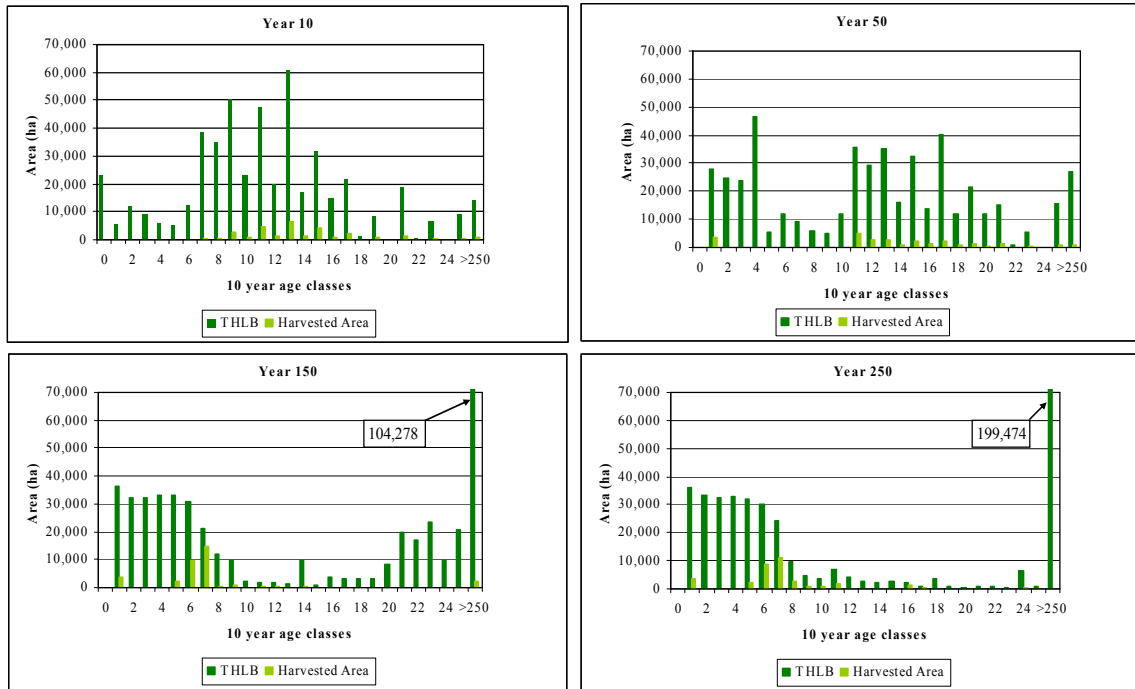 Year 10
70,000
60,000
50,000
40,000
30,000
20,000
10,000
0
Area (ha)
0 2 4 6 8 10 12 14 16 18 20 22 24 >250
10 year age classes
THLB Harvested Area
Year 50
70,000
60,000
50,000
40,000
30,000
20,000
10,000
0
Area (ha)
0 2 4 6 8 10 12 14 16 18 20 22 24 >250
10 year age classes
THLB Harvested Area
Year 150
70,000
60,000
50,000
40,000
30,000
20,000
10,000
0
Area (ha)
104,278
0 2 4 6 8 10 12 14 16 18 20 22 24 >250
10 year age classes
THLB Harvested Area
Year 250
70,000
60,000
50,000
40,000
30,000
20,000
10,000
0
Area (ha)
199,474
0 2 4 6 8 10 12 14 16 18 20 22 24 >250
10 year age classes
THLB Harvested Area